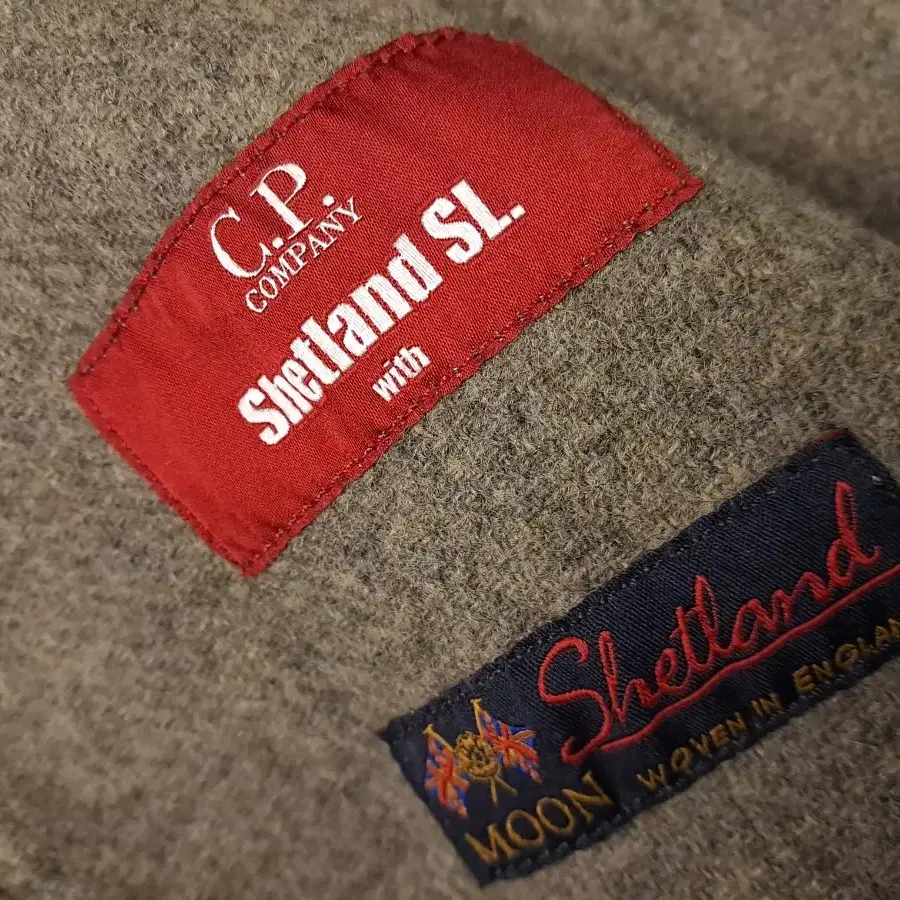 C.P.
COMPANY
Shetland SL.
with
Shetland
MOON WOVEN IN ENGLAN